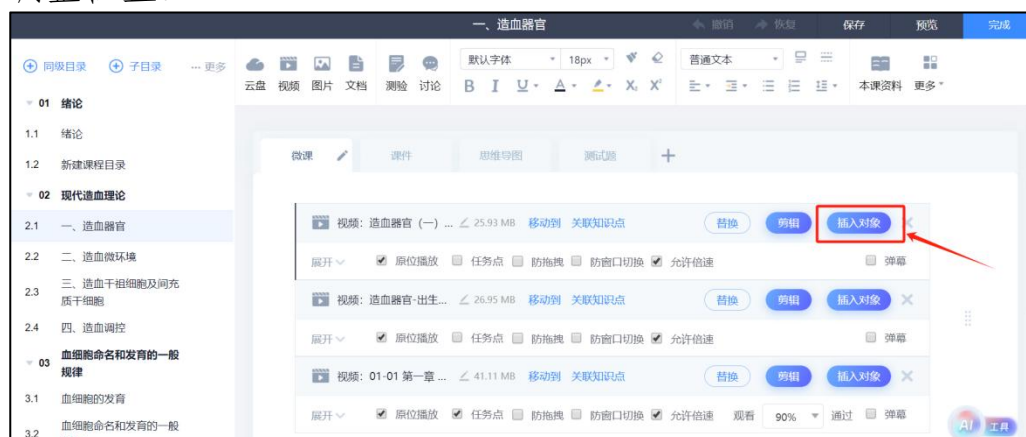 一、造血器官
撤销 恢复 保存 预览 完成
同级目录 子目录 ... 更多
01 绪论
1.1 绪论
1.2 新建课程目录
02 现代造血理论
2.1 一、造血器官
2.2 二、造血微环境
2.3 三、造血干祖细胞及间充质干细胞
2.4 四、造血调控
03 血细胞命名和发育的一般规律
3.1 血细胞的发育
3.2 血细胞命名和发育的一般
云盘 视频 图片 文档 测验 讨论
默认字体 18px 普通文本
B I U A X₂ X²
本课资料 更多
微课 课件 思维导图 测试题 +
视频: 造血器官 (一) ... 25.93 MB 移动到 关联知识点 替换 剪辑 插入对象
展开 原位播放 任务点 防拖拽 防窗口切换 允许倍速 弹幕
视频: 造血器官-出生... 26.95 MB 移动到 关联知识点 替换 剪辑 插入对象
展开 原位播放 任务点 防拖拽 防窗口切换 允许倍速 弹幕
视频: 01-01 第一章 ... 41.11 MB 移动到 关联知识点 替换 剪辑 插入对象
展开 原位播放 任务点 防拖拽 防窗口切换 允许倍速 观看 90% 通过 弹幕
AI 工具